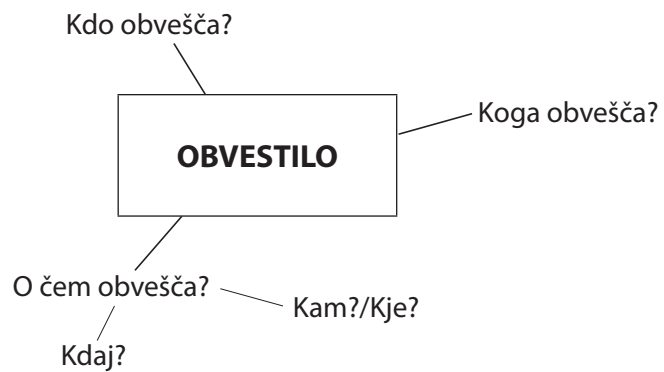 Kdo obvešča?
Koga obvešča?
OBVESTILO
O čem obvešča?
Kam?/Kje?
Kdaj?